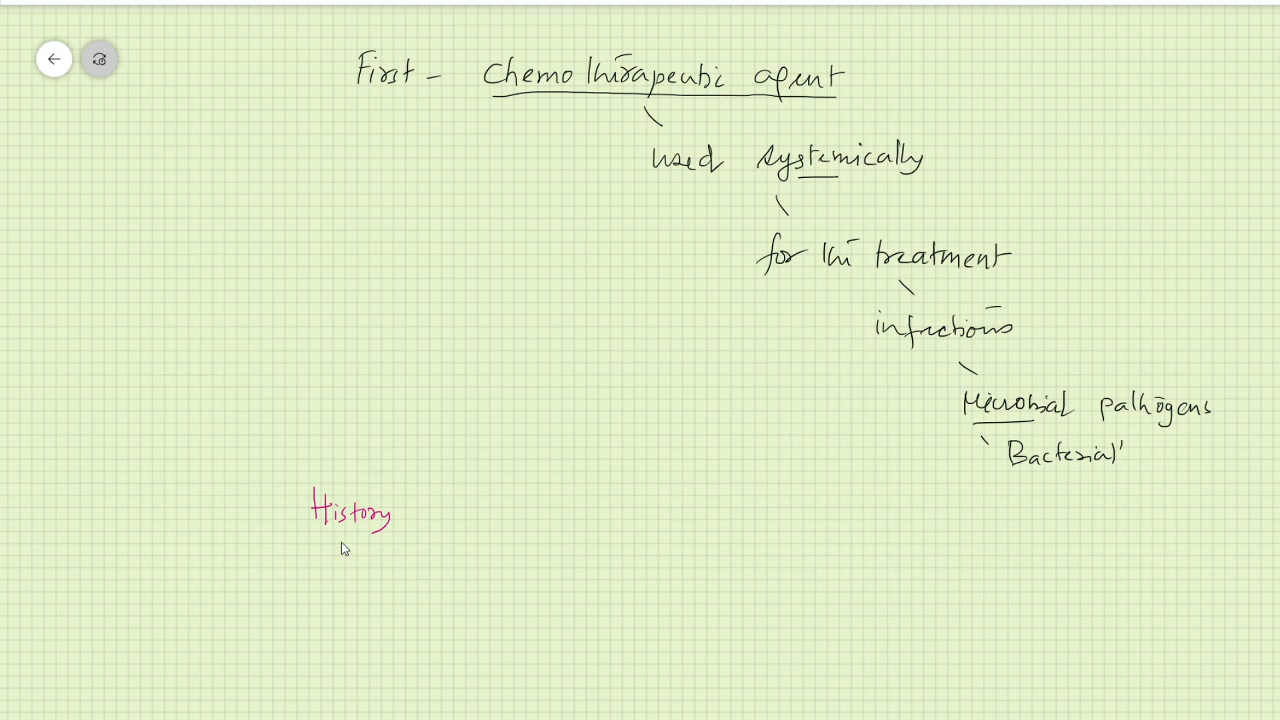 First - Chemotherapeutic agent
used systemically
for the treatment
infections
Microbial pathogens
'Bacterial'
History